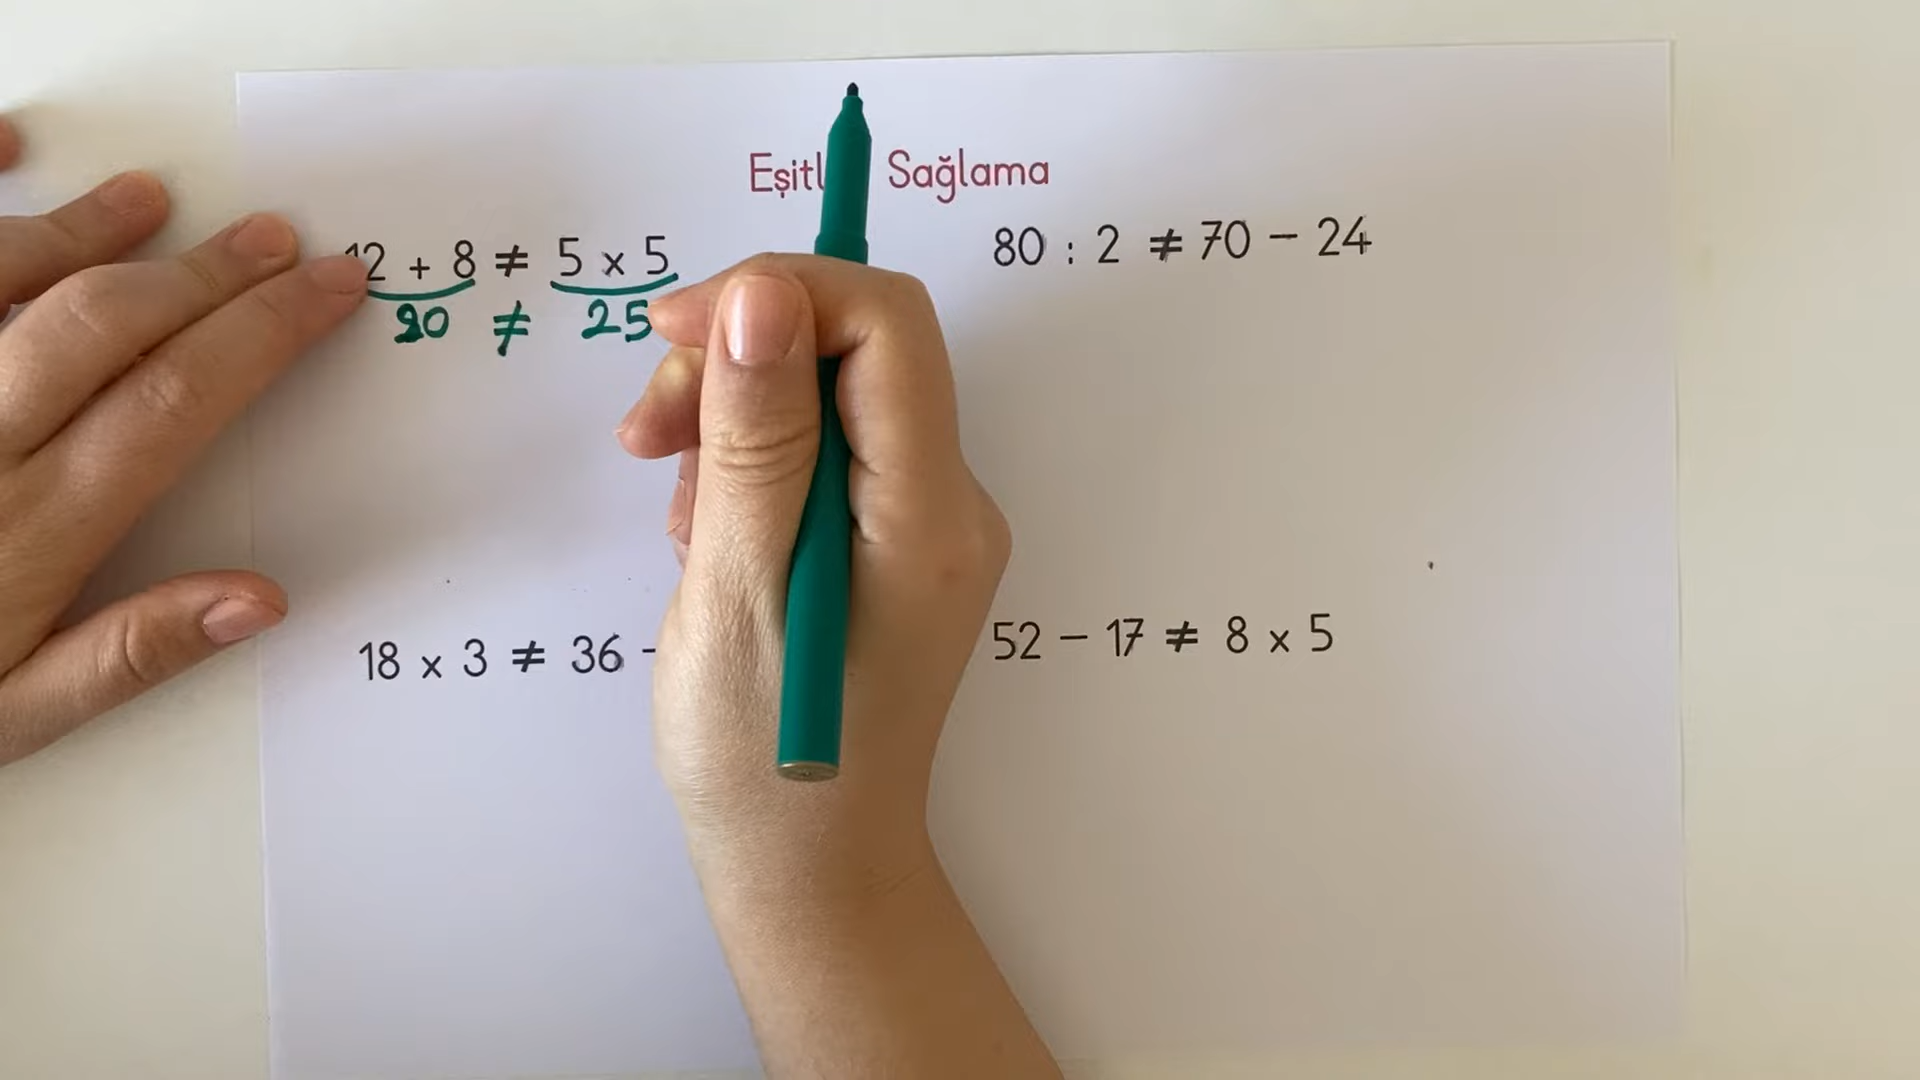 Eşitl Sağlama
12 + 8 ≠ 5 x 5
20 ≠ 25
80 : 2 ≠ 70 - 24
18 x 3 ≠ 36 -
52 - 17 ≠ 8 x 5